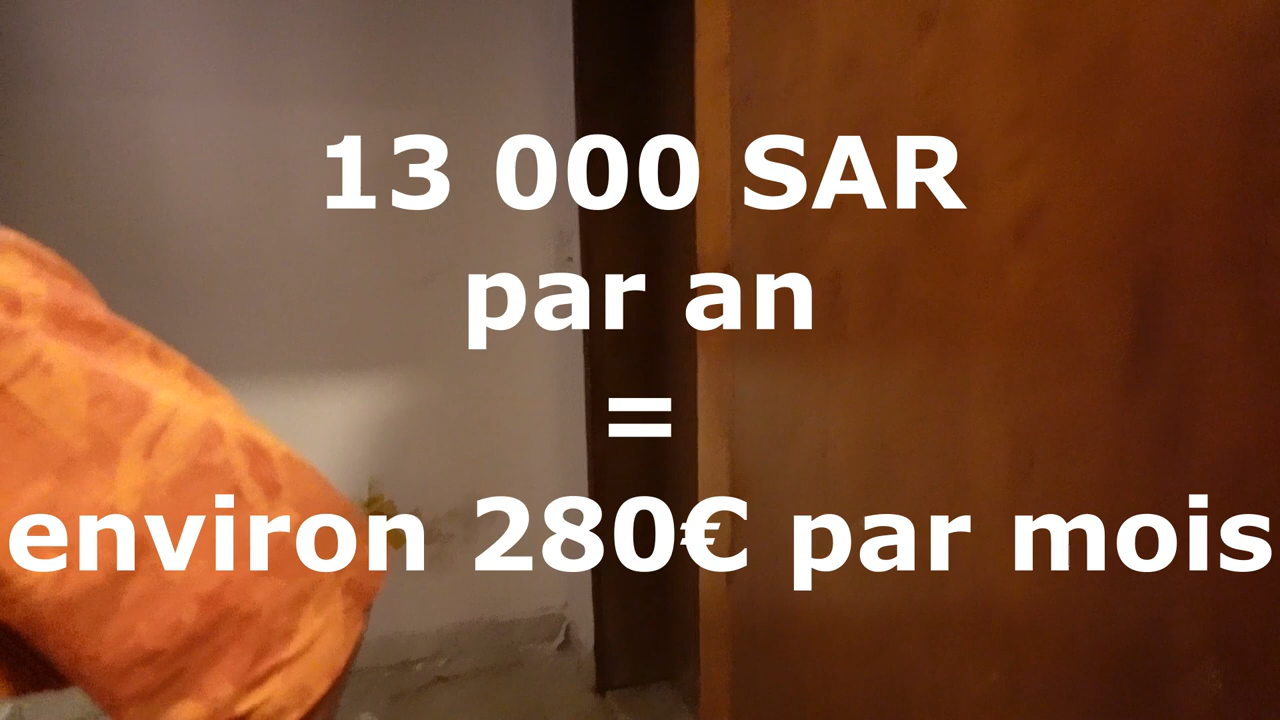 13 000 SAR
par an
=
environ 280€ par mois